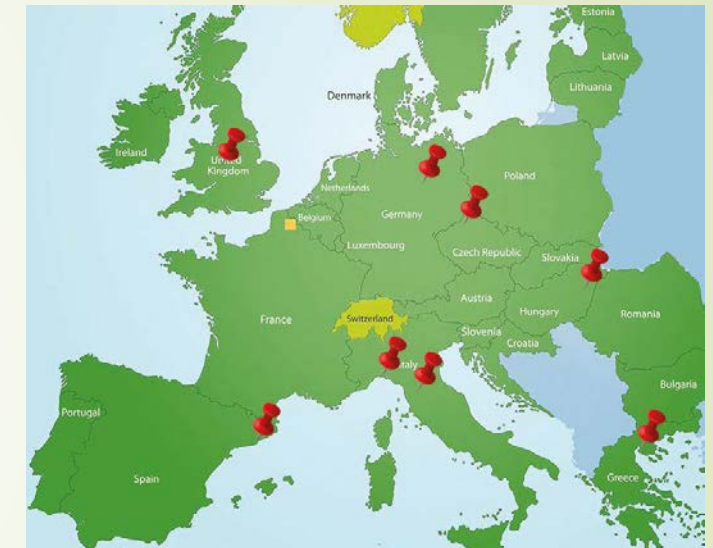 Estonia
Latvia
Lithuania
Denmark
Ireland
United
Kingdom
Netherlands
Poland
Belgium
Germany
Luxembourg
Czech Republic
Slovakia
Austria
France
Switzerland
Hungary
Romania
Slovenia
Croatia
Italy
Bulgaria
Portugal
Spain
Greece